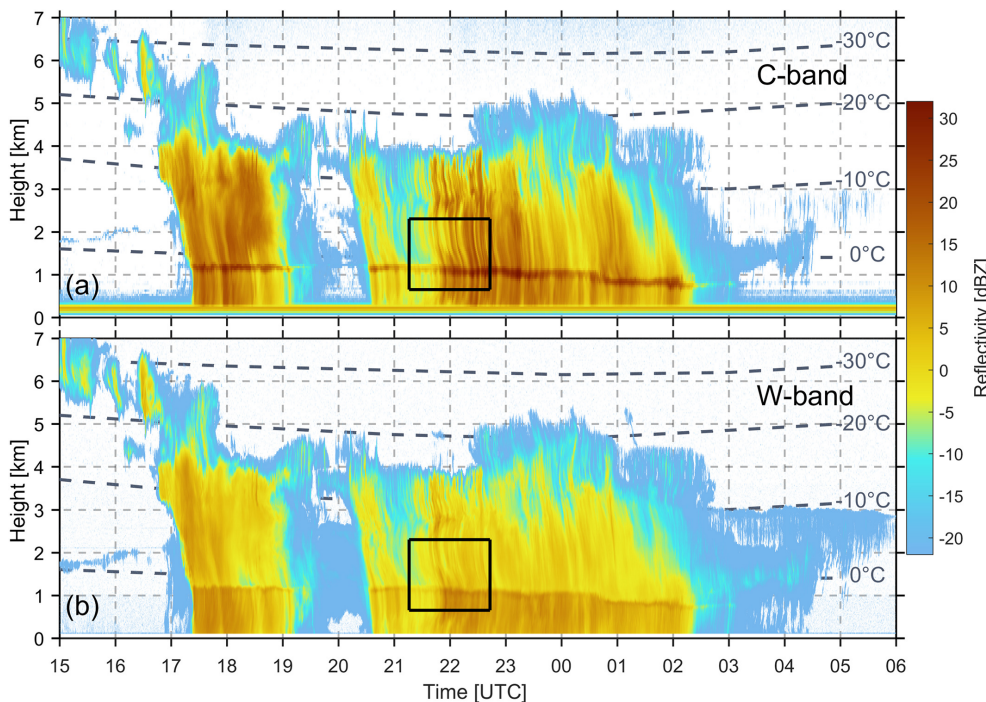 7
6
5
4
3
2
1
0
Height [km]
C-band
-30°C
-20°C
-10°C
0°C
(a)
7
6
5
4
3
2
1
0
Height [km]
W-band
-30°C
-20°C
-10°C
0°C
(b)
15 16 17 18 19 20 21 22 23 00 01 02 03 04 05 06
Time [UTC]
30
25
20
15
10
5
0
-5
-10
-15
-20
Reflectivity [dBZ]